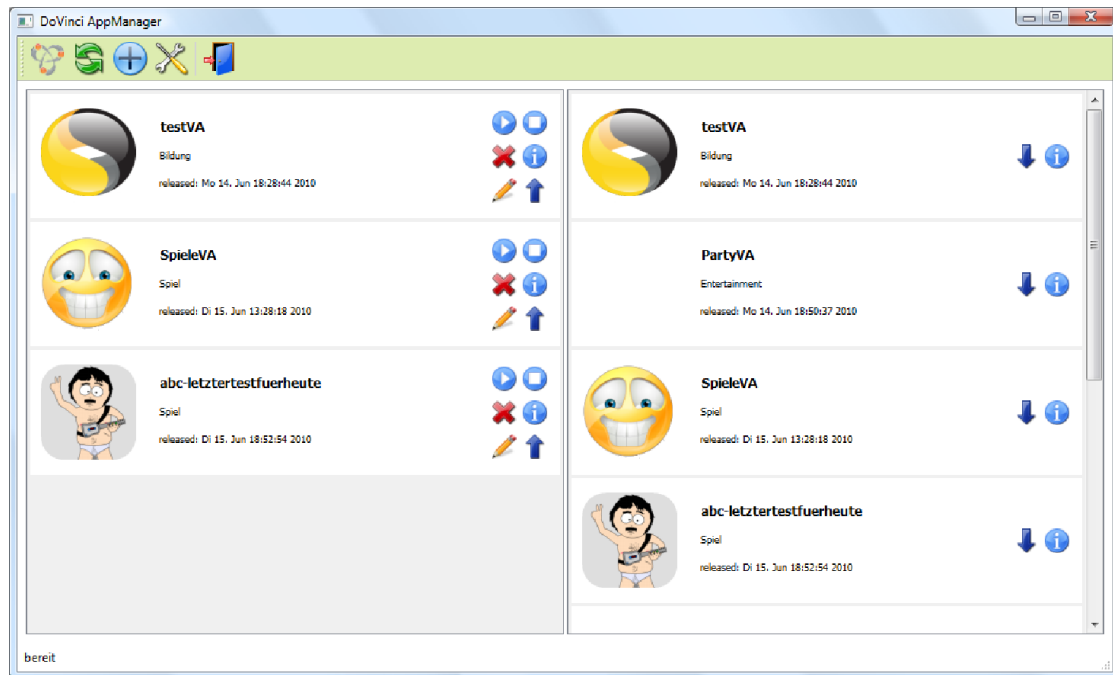 DoVinci AppManager
testVA
Bildung
released: Mo 14. Jun 18:28:44 2010
SpieleVA
Spiel
released: Di 15. Jun 13:28:18 2010
abc-letztertestfuerheute
Spiel
released: Di 15. Jun 18:52:54 2010
testVA
Bildung
released: Mo 14. Jun 18:28:44 2010
PartyVA
Entertainment
released: Mo 14. Jun 18:50:37 2010
SpieleVA
Spiel
released: Di 15. Jun 13:28:18 2010
abc-letztertestfuerheute
Spiel
released: Di 15. Jun 18:52:54 2010
bereit